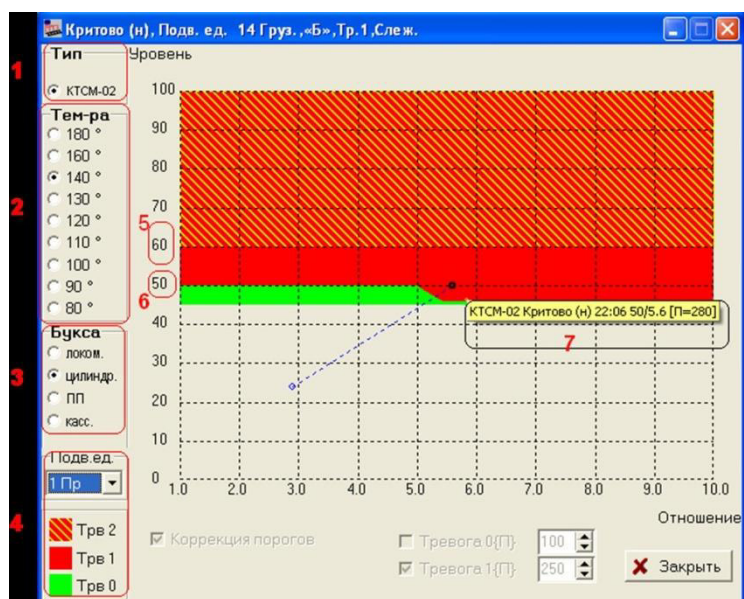 Критово (н), Подв. ед. 14 Груз.,«Б»,Тр.1,Слеж.
1
Тип
КТСМ-02
2
Тем-ра
180 °
160 °
140 °
130 °
120 °
110 °
100 °
90 °
80 °
3
Букса
локом.
цилиндр.
ПП
касс.
4
Подв.ед.
1 Пр
Трв 2
Трв 1
Трв 0
Уровень
100
90
80
70
5
60
50
6
40
30
20
10
0
КТСМ-02 Критово (н) 22:06 50/5.6 [П=280]
7
1.0 2.0 3.0 4.0 5.0 6.0 7.0 8.0 9.0 10.0
Отношение
Коррекция порогов
Тревога 0{П} 100
Тревога 1{П} 250
Закрыть